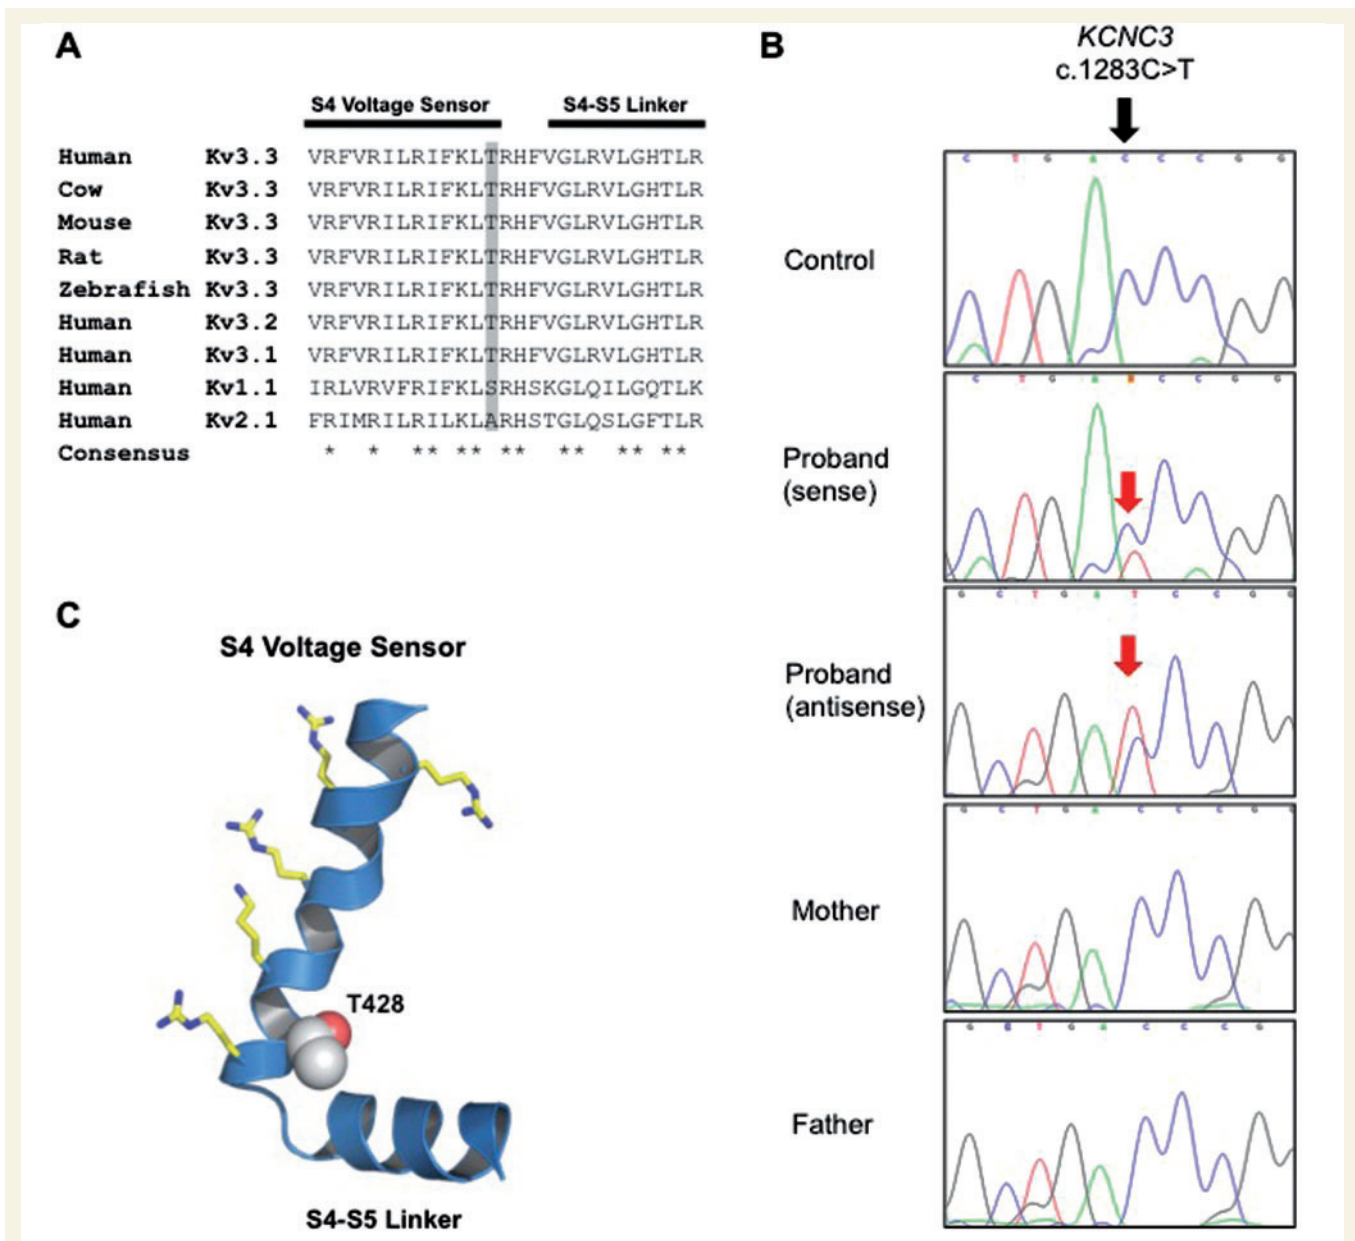 A
S4 Voltage Sensor S4-S5 Linker
Human Kv3.3 VRFVRILRIFKLTRHFVGLRVLGHTLR
Cow Kv3.3 VRFVRILRIFKLTRHFVGLRVLGHTLR
Mouse Kv3.3 VRFVRILRIFKLTRHFVGLRVLGHTLR
Rat Kv3.3 VRFVRILRIFKLTRHFVGLRVLGHTLR
Zebrafish Kv3.3 VRFVRILRIFKLTRHFVGLRVLGHTLR
Human Kv3.2 VRFVRILRIFKLTRHFVGLRVLGHTLR
Human Kv3.1 VRFVRILRIFKLTRHFVGLRVLGHTLR
Human Kv1.1 IRLVRVFRIFKLSRHSKGLQILGQTLK
Human Kv2.1 FRIMRILRILKLARHSTGLQSLGFTLR
Consensus * * ** ** ** ** ** **
B
KCNC3
c.1283C>T
C T G A C C C G G
Control
C T G A C C G G
Proband
(sense)
G C T G A T C C G G
Proband
(antisense)
G C T G A C C C G G
Mother
G T G A C C C G
Father
C
S4 Voltage Sensor
T428
S4-S5 Linker